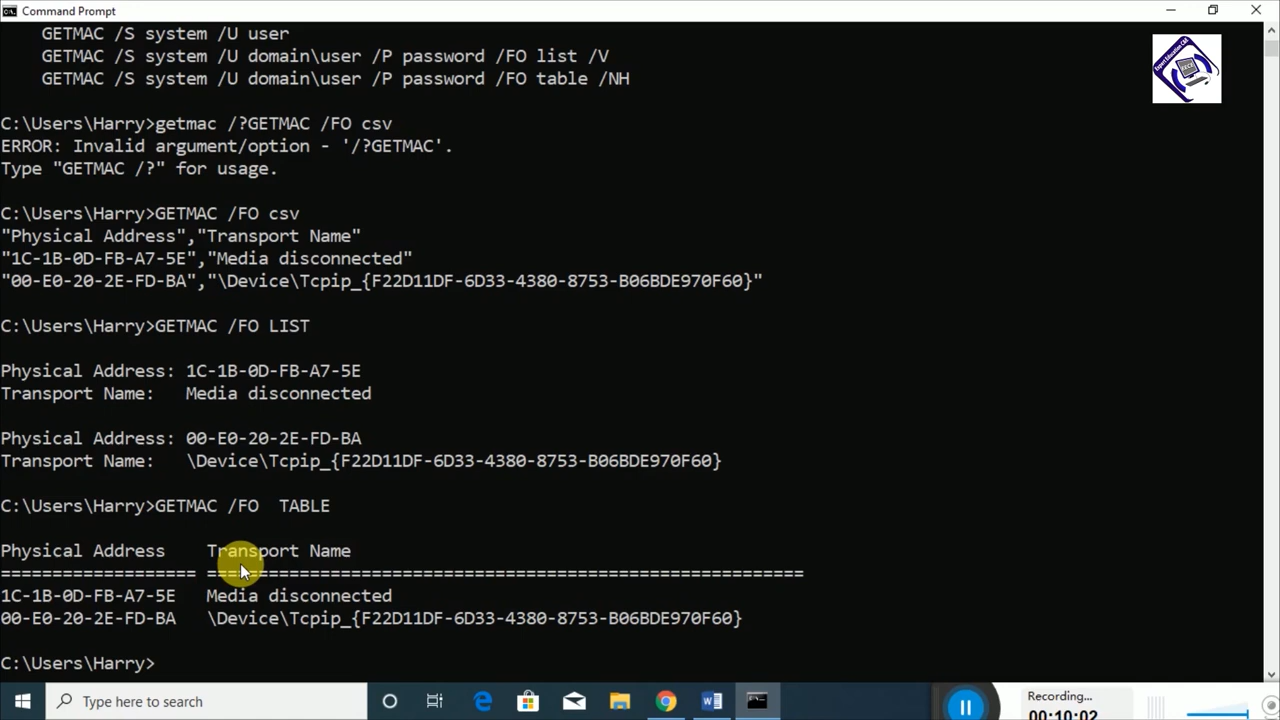 Command Prompt
GETMAC /S system /U user
GETMAC /S system /U domain\user /P password /FO list /V
GETMAC /S system /U domain\user /P password /FO table /NH
C:\Users\Harry>getmac /?GETMAC /FO csv
ERROR: Invalid argument/option - '/?GETMAC'.
Type "GETMAC /?" for usage.
C:\Users\Harry>GETMAC /FO csv
"Physical Address","Transport Name"
"1C-1B-0D-FB-A7-5E","Media disconnected"
"00-E0-20-2E-FD-BA","\Device\Tcpip_{F22D11DF-6D33-4380-8753-B06BDE970F60}"
C:\Users\Harry>GETMAC /FO LIST
Physical Address: 1C-1B-0D-FB-A7-5E
Transport Name:   Media disconnected
Physical Address: 00-E0-20-2E-FD-BA
Transport Name:   \Device\Tcpip_{F22D11DF-6D33-4380-8753-B06BDE970F60}
C:\Users\Harry>GETMAC /FO  TABLE
Physical Address    Transport Name
=================== ==========================================================
1C-1B-0D-FB-A7-5E   Media disconnected
00-E0-20-2E-FD-BA   \Device\Tcpip_{F22D11DF-6D33-4380-8753-B06BDE970F60}
C:\Users\Harry>
Type here to search
Recording...
00:10:02